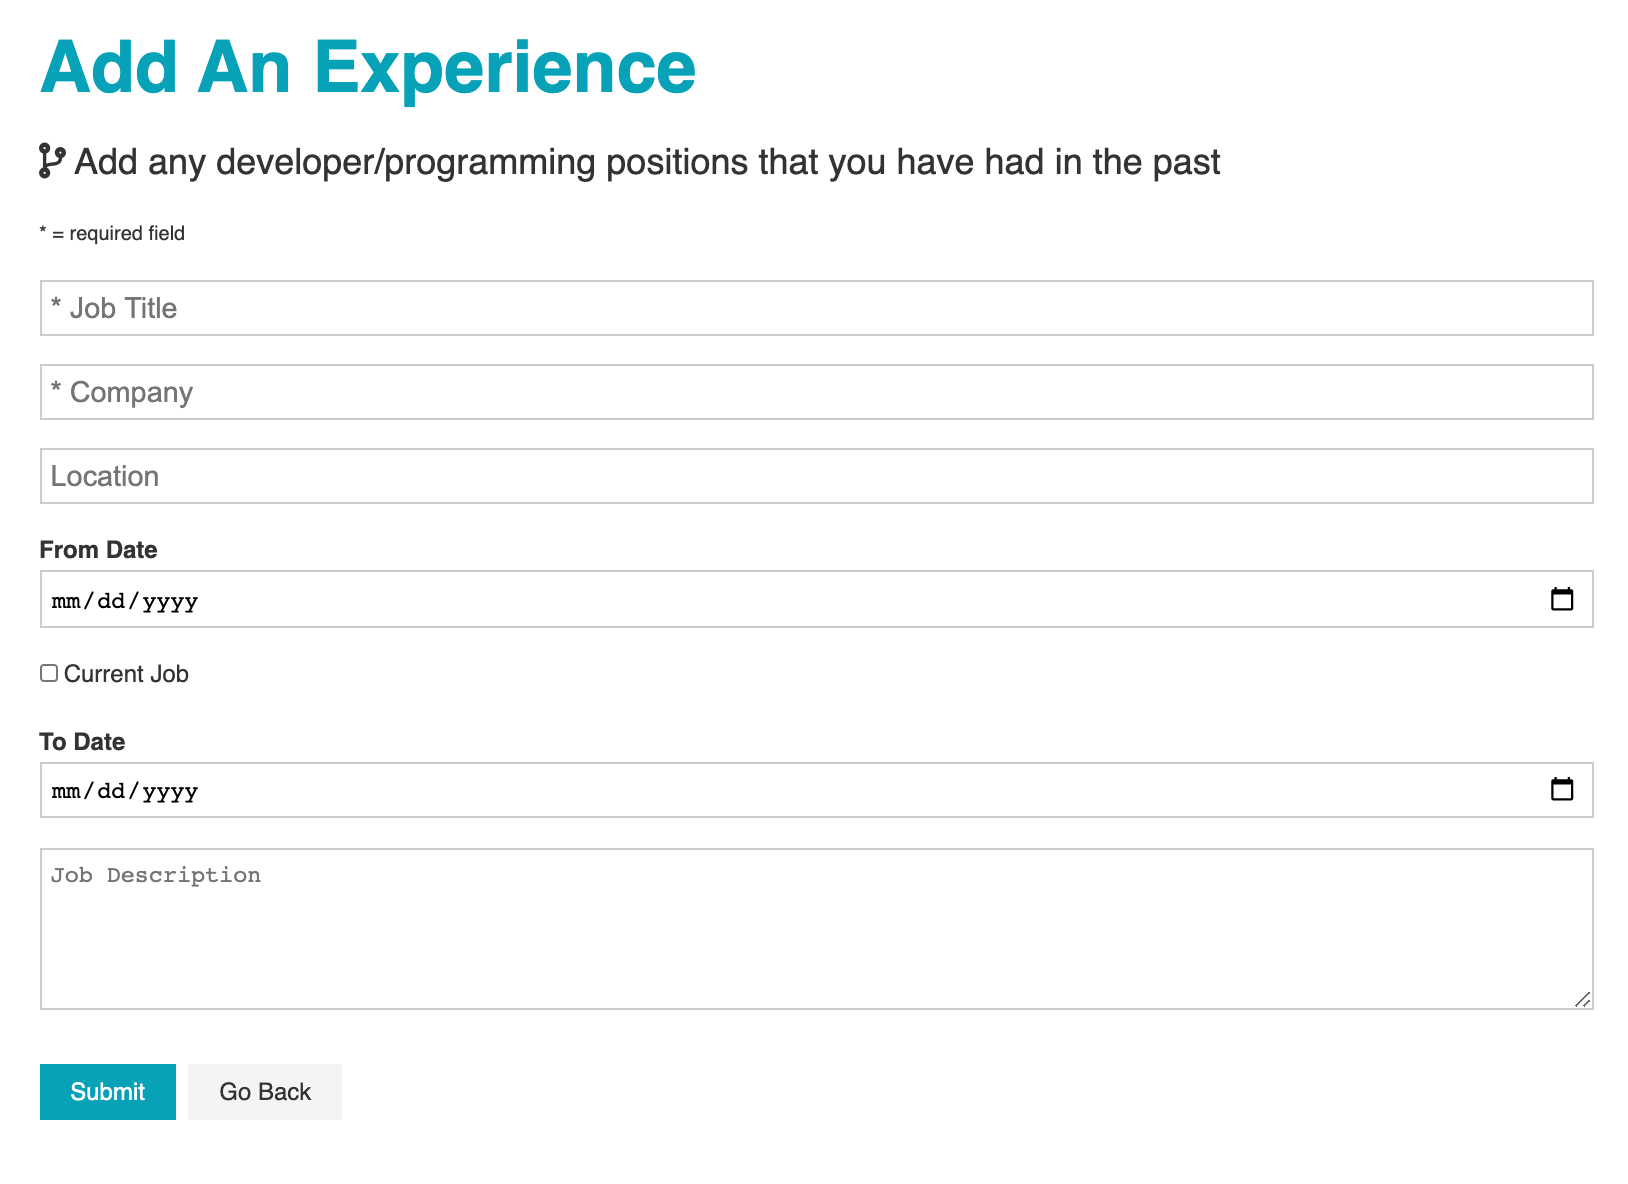 Add An Experience
Add any developer/programming positions that you have had in the past
* = required field
* Job Title
* Company
Location
From Date
mm/dd/yyyy
Current Job
To Date
mm/dd/yyyy
Job Description
Submit
Go Back